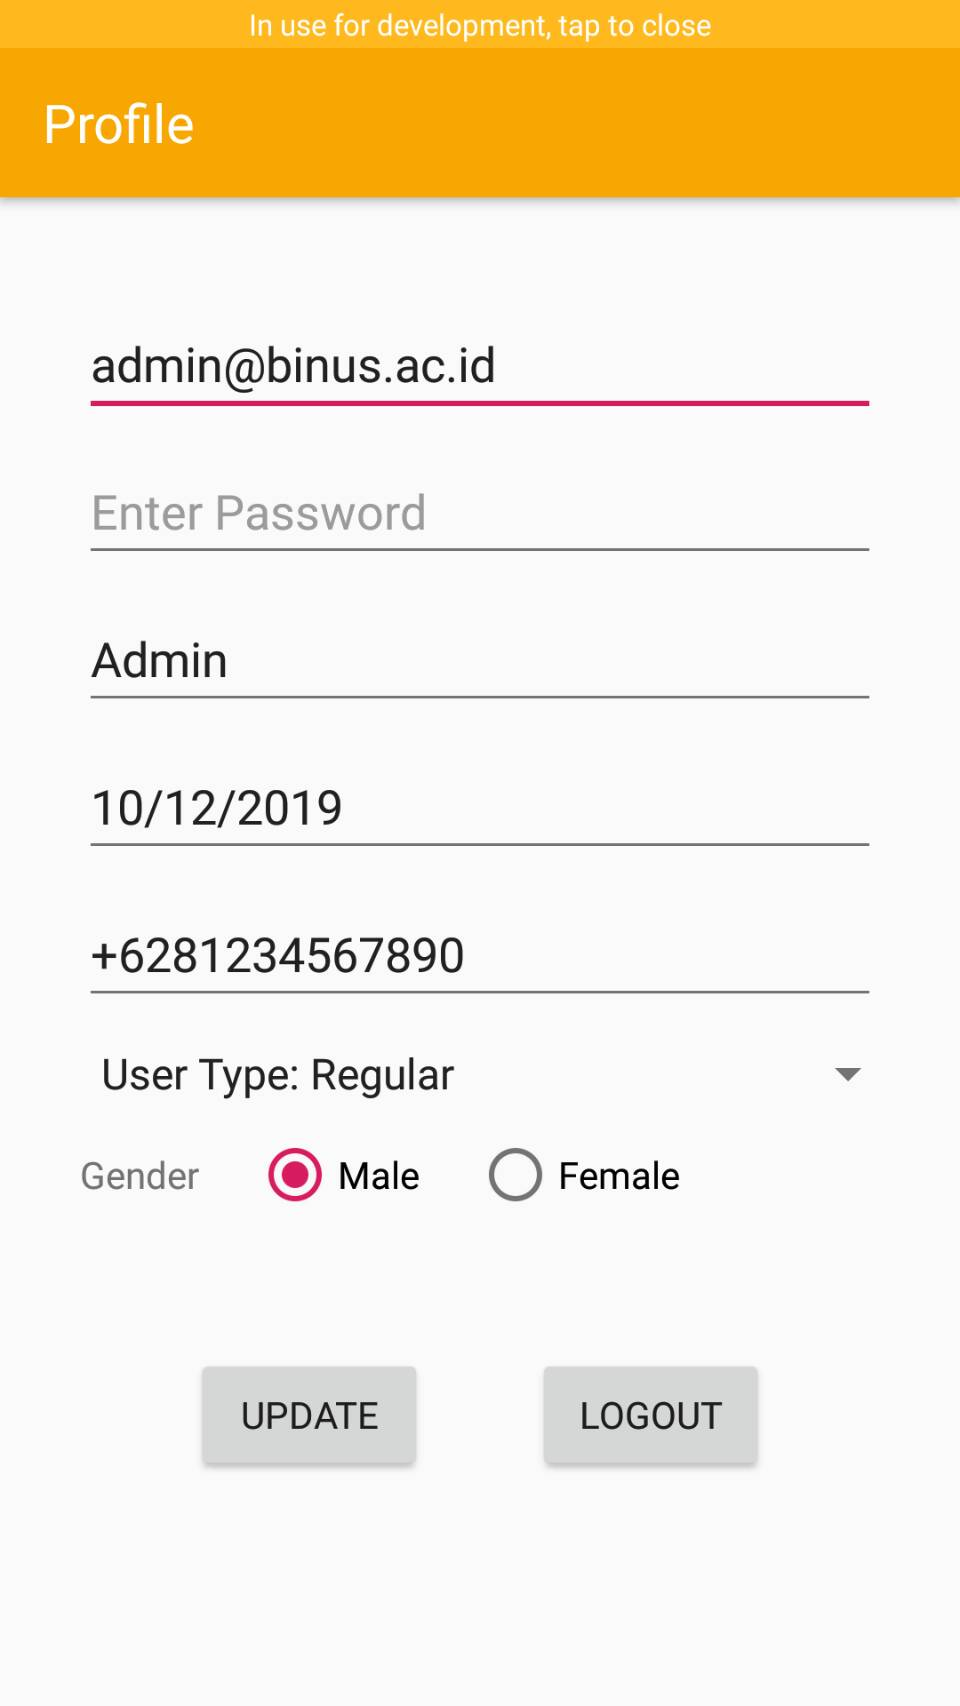 In use for development, tap to close
Profile
admin@binus.ac.id
Enter Password
Admin
10/12/2019
+6281234567890
User Type: Regular
Gender Male Female
UPDATE LOGOUT